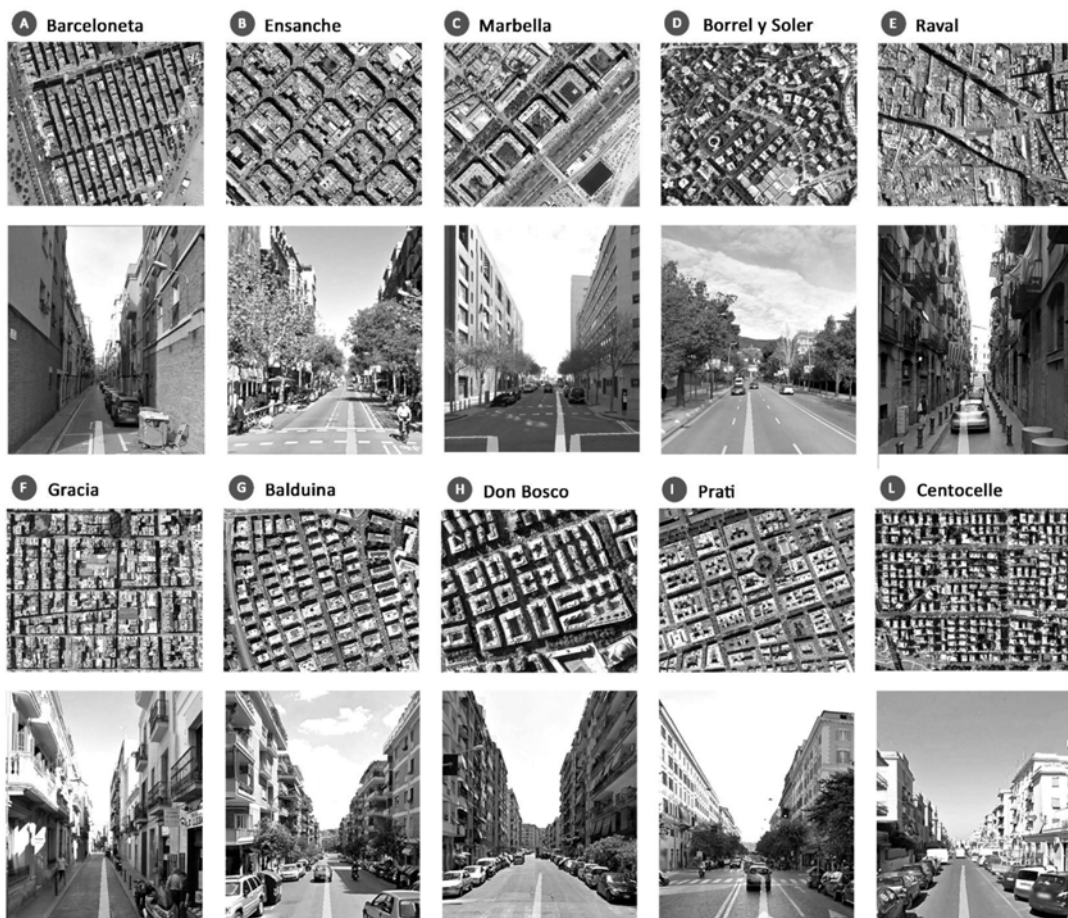 A Barceloneta
B Ensanche
C Marbella
D Borrel y Soler
E Raval
F Gracia
G Balduina
H Don Bosco
I Prati
L Centocelle